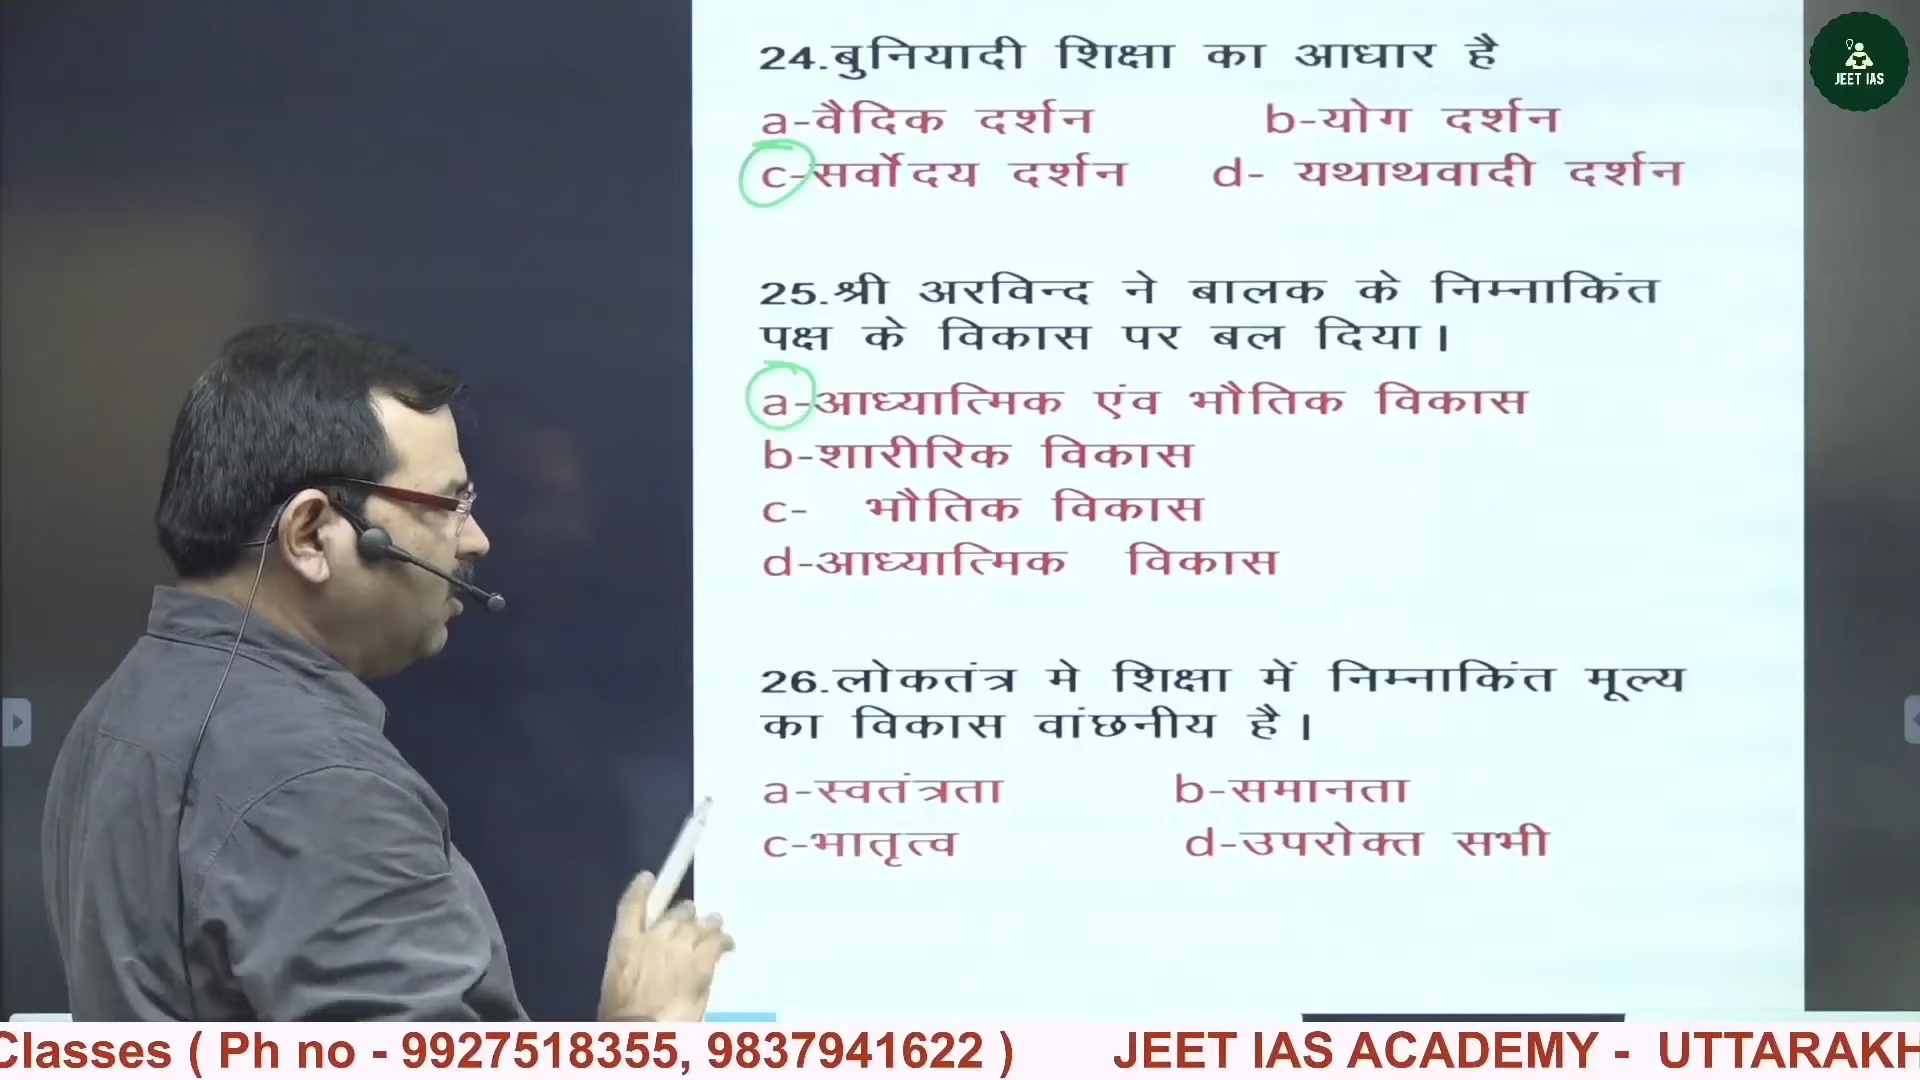 24.बुनियादी शिक्षा का आधार है
a-वैदिक दर्शन b-योग दर्शन
c-सर्वोदय दर्शन d- यथाथवादी दर्शन
25.श्री अरविन्द ने बालक के निम्नाकिंत
पक्ष के विकास पर बल दिया।
a-आध्यात्मिक एंव भौतिक विकास
b-शारीरिक विकास
c- भौतिक विकास
d-आध्यात्मिक विकास
26.लोकतंत्र मे शिक्षा में निम्नाकिंत मूल्य
का विकास वांछनीय है।
a-स्वतंत्रता b-समानता
c-भातृत्व d-उपरोक्त सभी
JEET IAS
Classes ( Ph no - 9927518355, 9837941622 ) JEET IAS ACADEMY - UTTARAKH